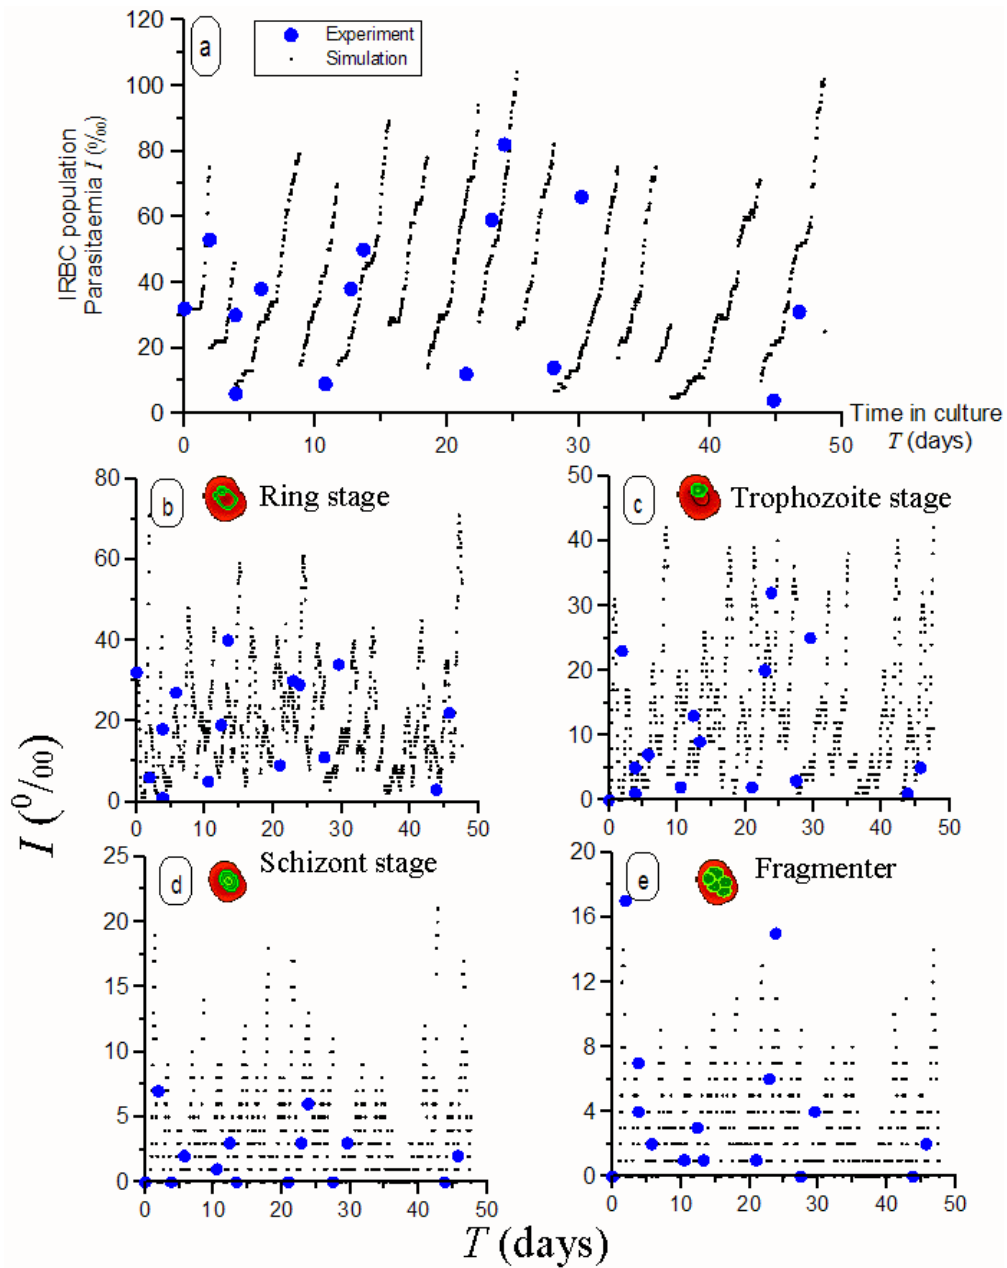 120
a
Experiment
Simulation
100
80
60
40
20
0
IRBC population
Parasitaemia I (0/00)
0 10 20 30 40 50
Time in culture
T (days)
80
b
Ring stage
60
40
20
0
0 10 20 30 40 50
50
c
Trophozoite stage
40
30
20
10
0
0 10 20 30 40 50
I (0/00)
25
d
Schizont stage
20
15
10
5
0
0 10 20 30 40 50
20
e
Fragmenter
16
12
8
4
0
0 10 20 30 40 50
T (days)